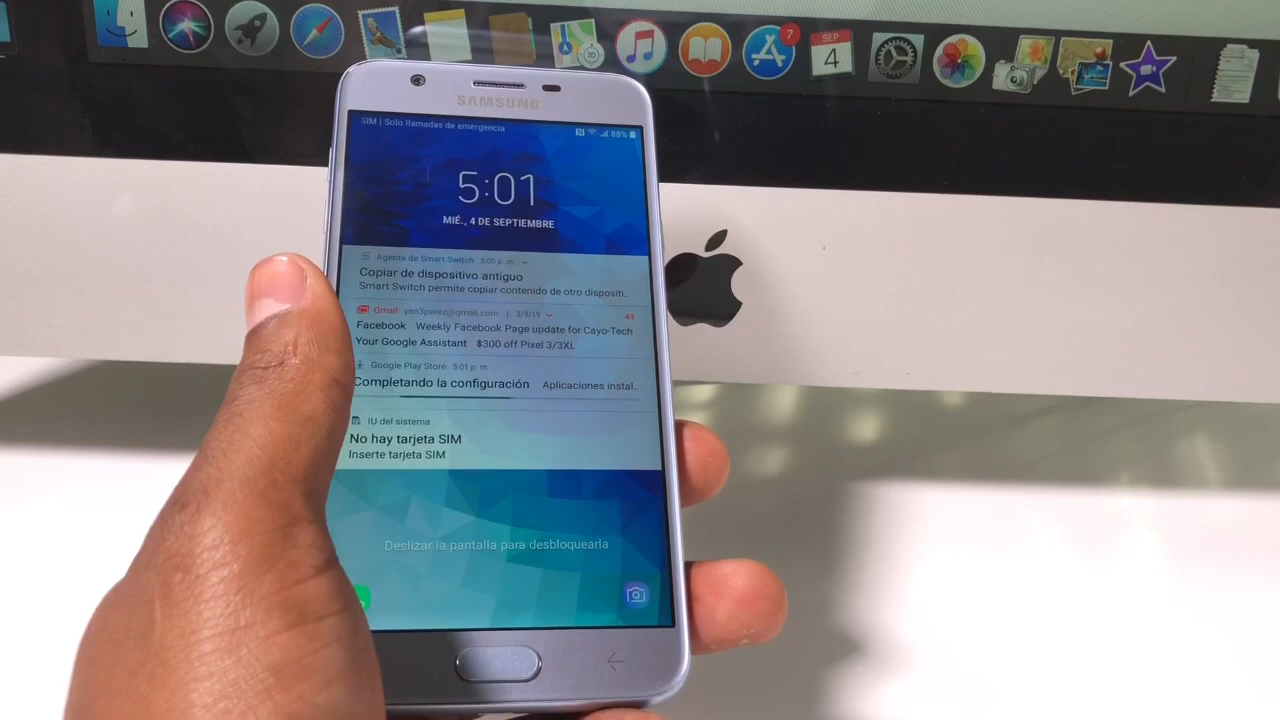 3D
7
SEP
4
SAMSUNG
SIM | Solo llamadas de emergencia
88%
5:01
MIÉ., 4 DE SEPTIEMBRE
Agente de Smart Switch 5:00 p. m.
Copiar de dispositivo antiguo
Smart Switch permite copiar contenido de otro dispositi..
Gmail yen3perez@gmail.com | 3/9/19
49
Facebook Weekly Facebook Page update for Cayo-Tech
Your Google Assistant $300 off Pixel 3/3XL
Google Play Store 5:01 p. m.
Completando la configuración Aplicaciones instal..
IU del sistema
No hay tarjeta SIM
Inserte tarjeta SIM
Deslizar la pantalla para desbloquearla